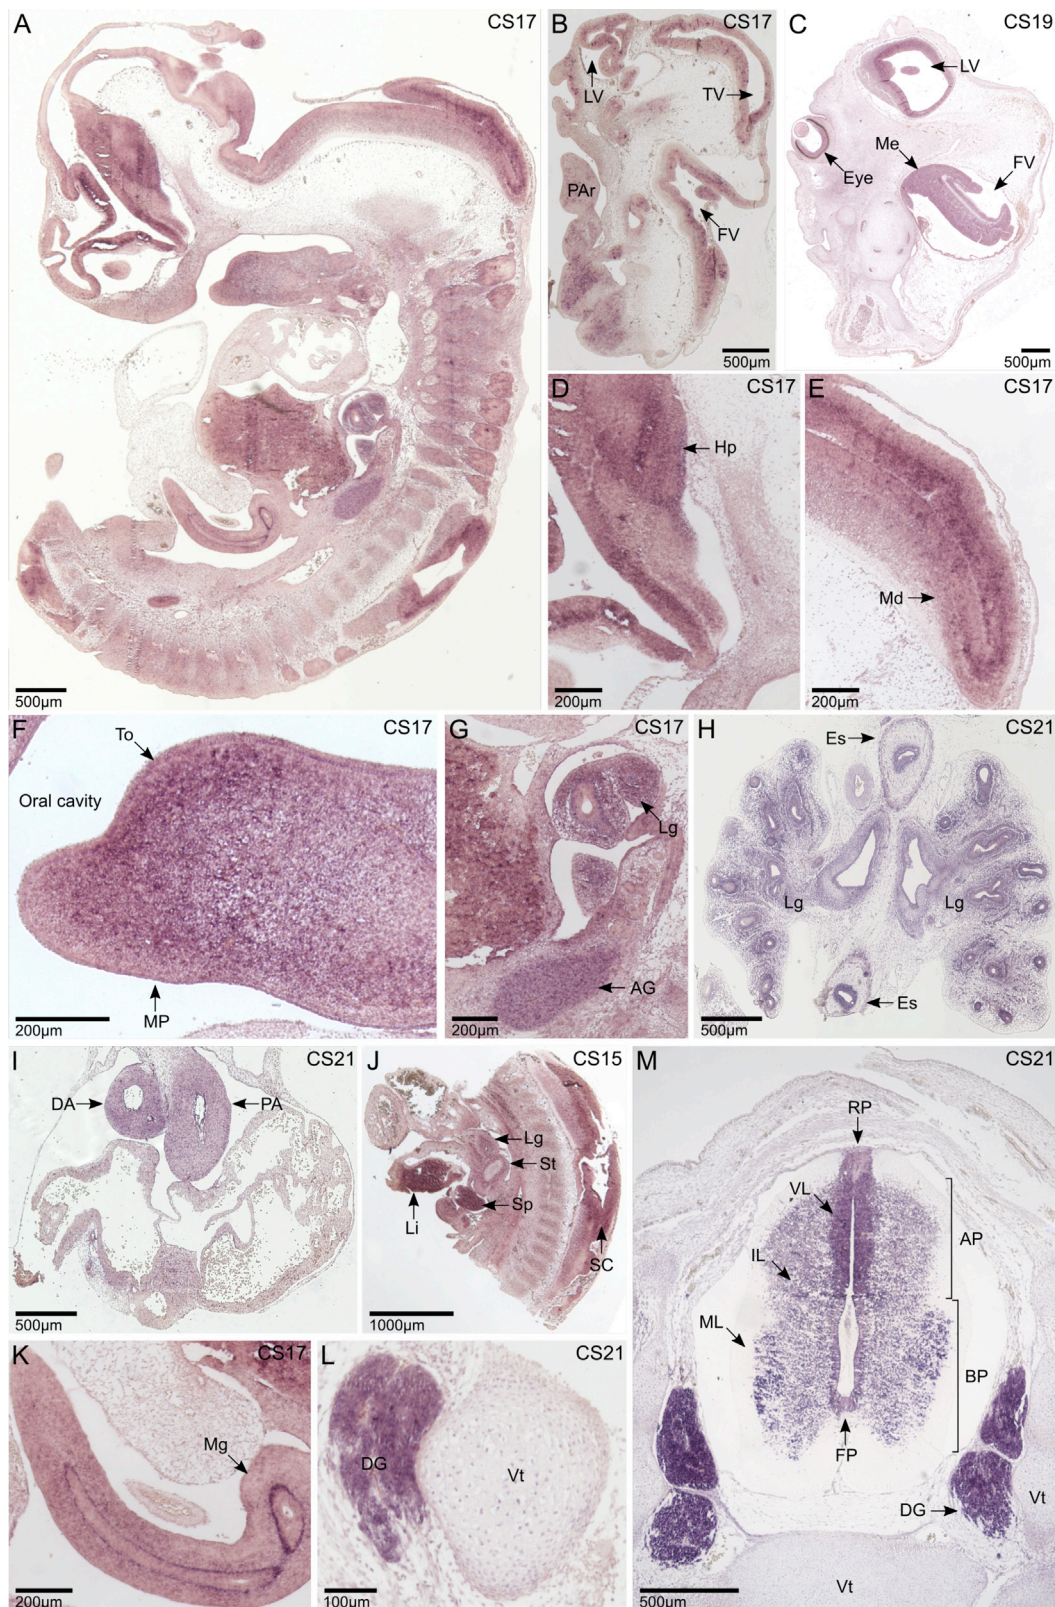 A
CS17
500µm
B
CS17
LV
TV
PAr
FV
500µm
C
CS19
LV
Me
FV
Eye
500µm
D
CS17
Hp
200µm
E
CS17
Md
200µm
F
CS17
To
Oral cavity
MP
200µm
G
CS17
Lg
AG
200µm
H
CS21
Es
Lg
Lg
Es
500µm
I
CS21
DA
PA
500µm
J
CS15
Lg
St
Sp
Li
SC
1000µm
K
CS17
Mg
200µm
L
CS21
DG
Vt
100µm
M
CS21
RP
VL
AP
IL
ML
BP
FP
DG
Vt
Vt
500µm